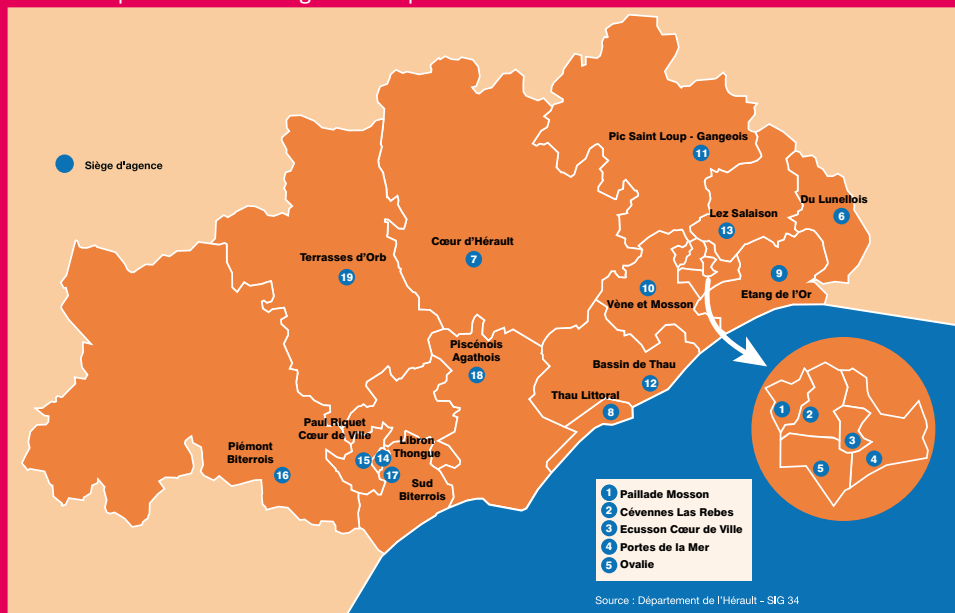 Siège d'agence
Pic Saint Loup - Gangeois
11
Du Lunellois
6
Lez Salaison
13
Cœur d'Hérault
7
Terrasses d'Orb
19
9
Etang de l'Or
10
Vène et Mosson
Piscénois
Agathois
18
Bassin de Thau
12
Thau Littoral
8
Paul Riquet
Cœur de Ville
15
14
Libron
Thongue
17
Sud
Biterrois
Piémont
Biterrois
16
1
2
3
4
5
1 Paillade Mosson
2 Cévennes Las Rebes
3 Ecusson Cœur de Ville
4 Portes de la Mer
5 Ovalie
Source : Département de l'Hérault - SIG 34